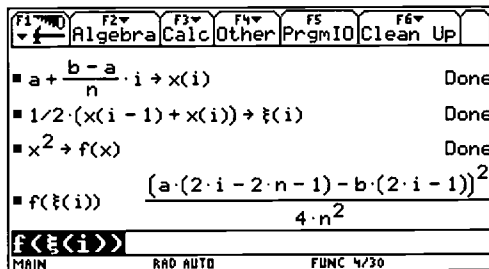 F1 F2 F3 F4 F5 F6
Algebra Calc Other PrgmIO Clean Up
▪ a + (b - a)/n · i → x(i) Done
▪ 1/2·(x(i - 1) + x(i)) → ξ(i) Done
▪ x² → f(x) Done
▪ f(ξ(i)) (a·(2·i - 2·n - 1) - b·(2·i - 1))² / (4·n²)
f(ξ(i))
MAIN RAD AUTO FUNC 4/30